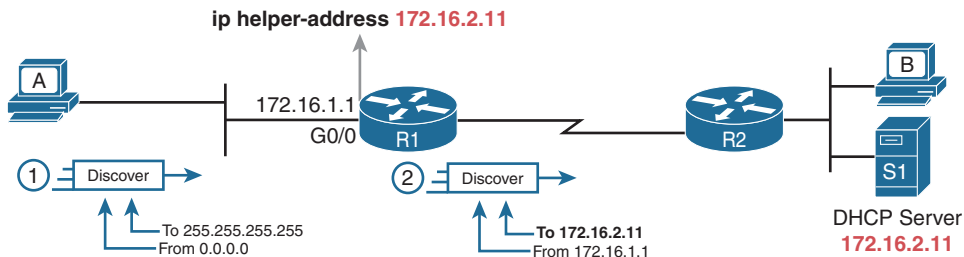 ip helper-address 172.16.2.11
A
172.16.1.1
G0/0
R1
R2
B
S1
1
Discover
To 255.255.255.255
From 0.0.0.0
2
Discover
To 172.16.2.11
From 172.16.1.1
DHCP Server
172.16.2.11